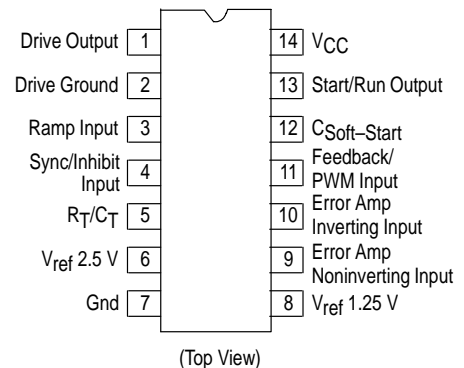 Drive Output 1
Drive Ground 2
Ramp Input 3
Sync/Inhibit
Input 4
RT/CT 5
Vref 2.5 V 6
Gnd 7
14 VCC
13 Start/Run Output
12 CSoft–Start
11 Feedback/
PWM Input
10 Error Amp
Inverting Input
9 Error Amp
Noninverting Input
8 Vref 1.25 V
(Top View)